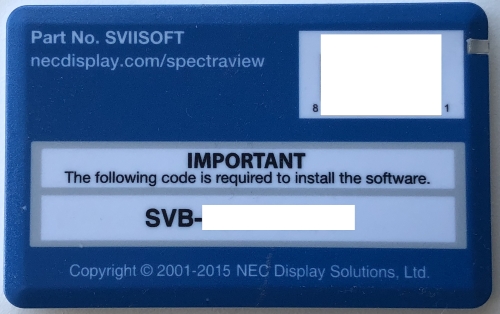 Part No. SVIISOFT
necdisplay.com/spectraview
8 1
IMPORTANT
The following code is required to install the software.
SVB-
Copyright © 2001-2015 NEC Display Solutions, Ltd.